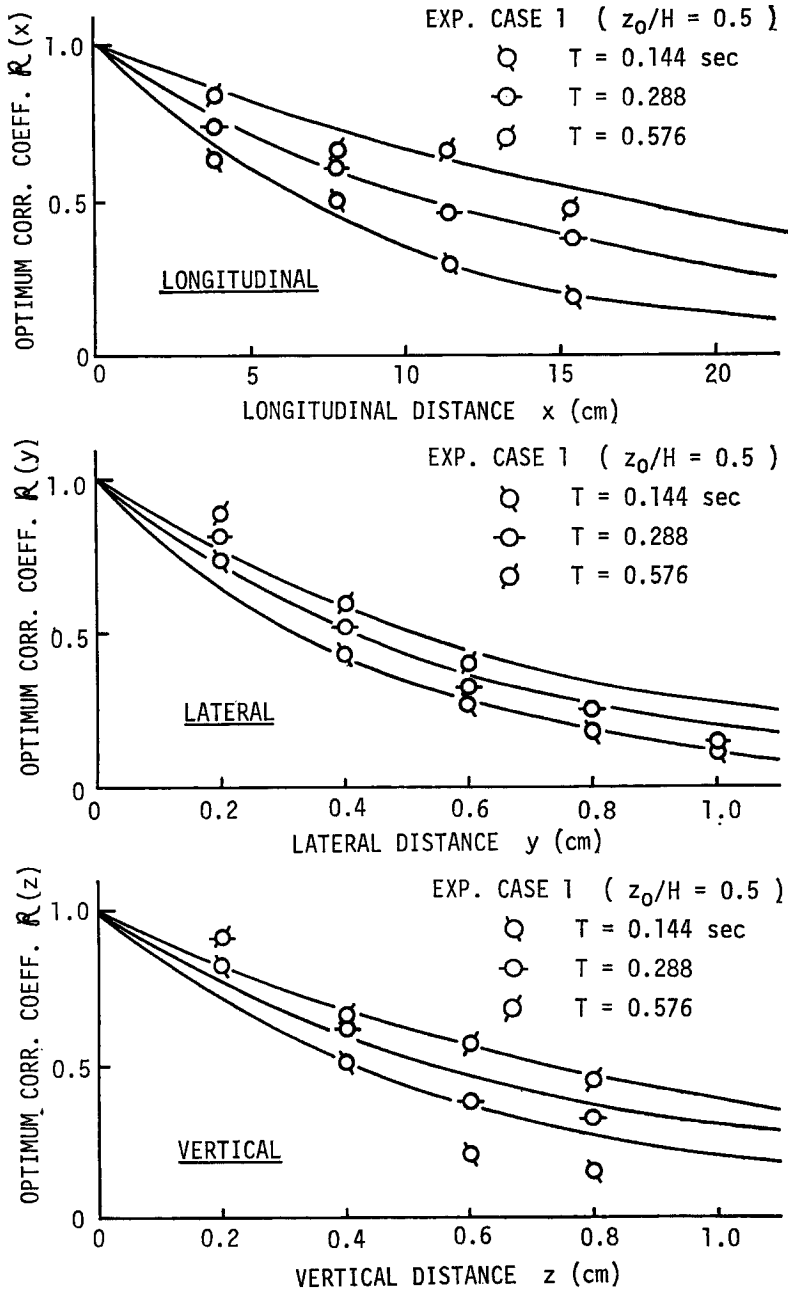 EXP. CASE 1 ( z₀/H = 0.5 )
T = 0.144 sec
T = 0.288
T = 0.576
OPTIMUM CORR. COEFF. R(x)
1.0
0.5
0
LONGITUDINAL
0 5 10 15 20
LONGITUDINAL DISTANCE x (cm)
EXP. CASE 1 ( z₀/H = 0.5 )
T = 0.144 sec
T = 0.288
T = 0.576
OPTIMUM CORR. COEFF. R(y)
1.0
0.5
0
LATERAL
0 0.2 0.4 0.6 0.8 1.0
LATERAL DISTANCE y (cm)
EXP. CASE 1 ( z₀/H = 0.5 )
T = 0.144 sec
T = 0.288
T = 0.576
OPTIMUM CORR. COEFF. R(z)
1.0
0.5
0
VERTICAL
0 0.2 0.4 0.6 0.8 1.0
VERTICAL DISTANCE z (cm)